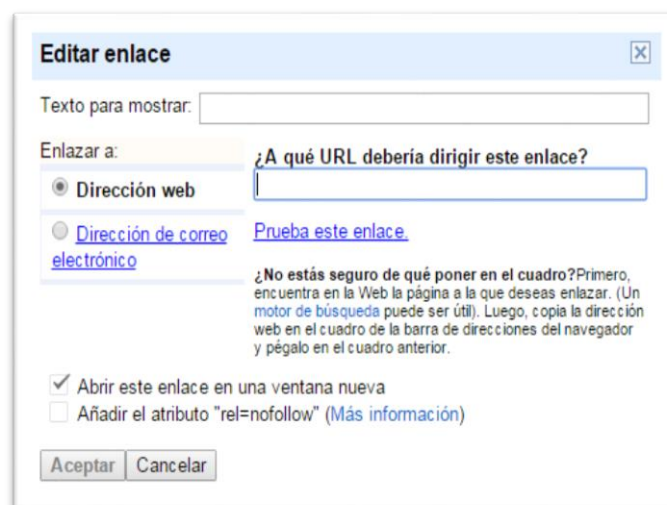 Editar enlace
Texto para mostrar:
Enlazar a:
Dirección web
Dirección de correo
electrónico
¿A qué URL debería dirigir este enlace?
Prueba este enlace.
¿No estás seguro de qué poner en el cuadro?Primero,
encuentra en la Web la página a la que deseas enlazar. (Un
motor de búsqueda puede ser útil). Luego, copia la dirección
web en el cuadro de la barra de direcciones del navegador
y pégalo en el cuadro anterior.
Abrir este enlace en una ventana nueva
Añadir el atributo "rel=nofollow" (Más información)
Aceptar Cancelar